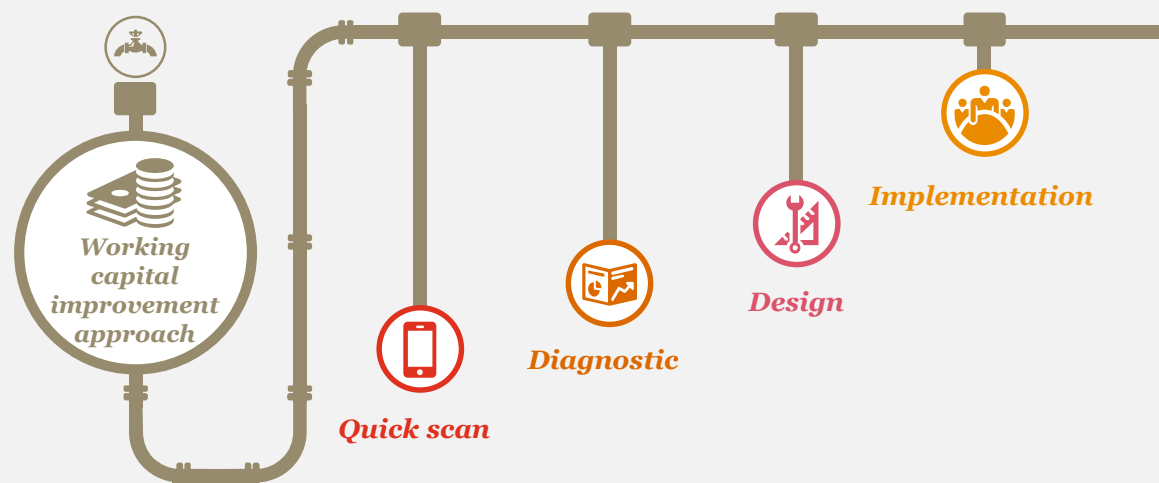 Working
capital
improvement
approach
Quick scan
Diagnostic
Design
Implementation